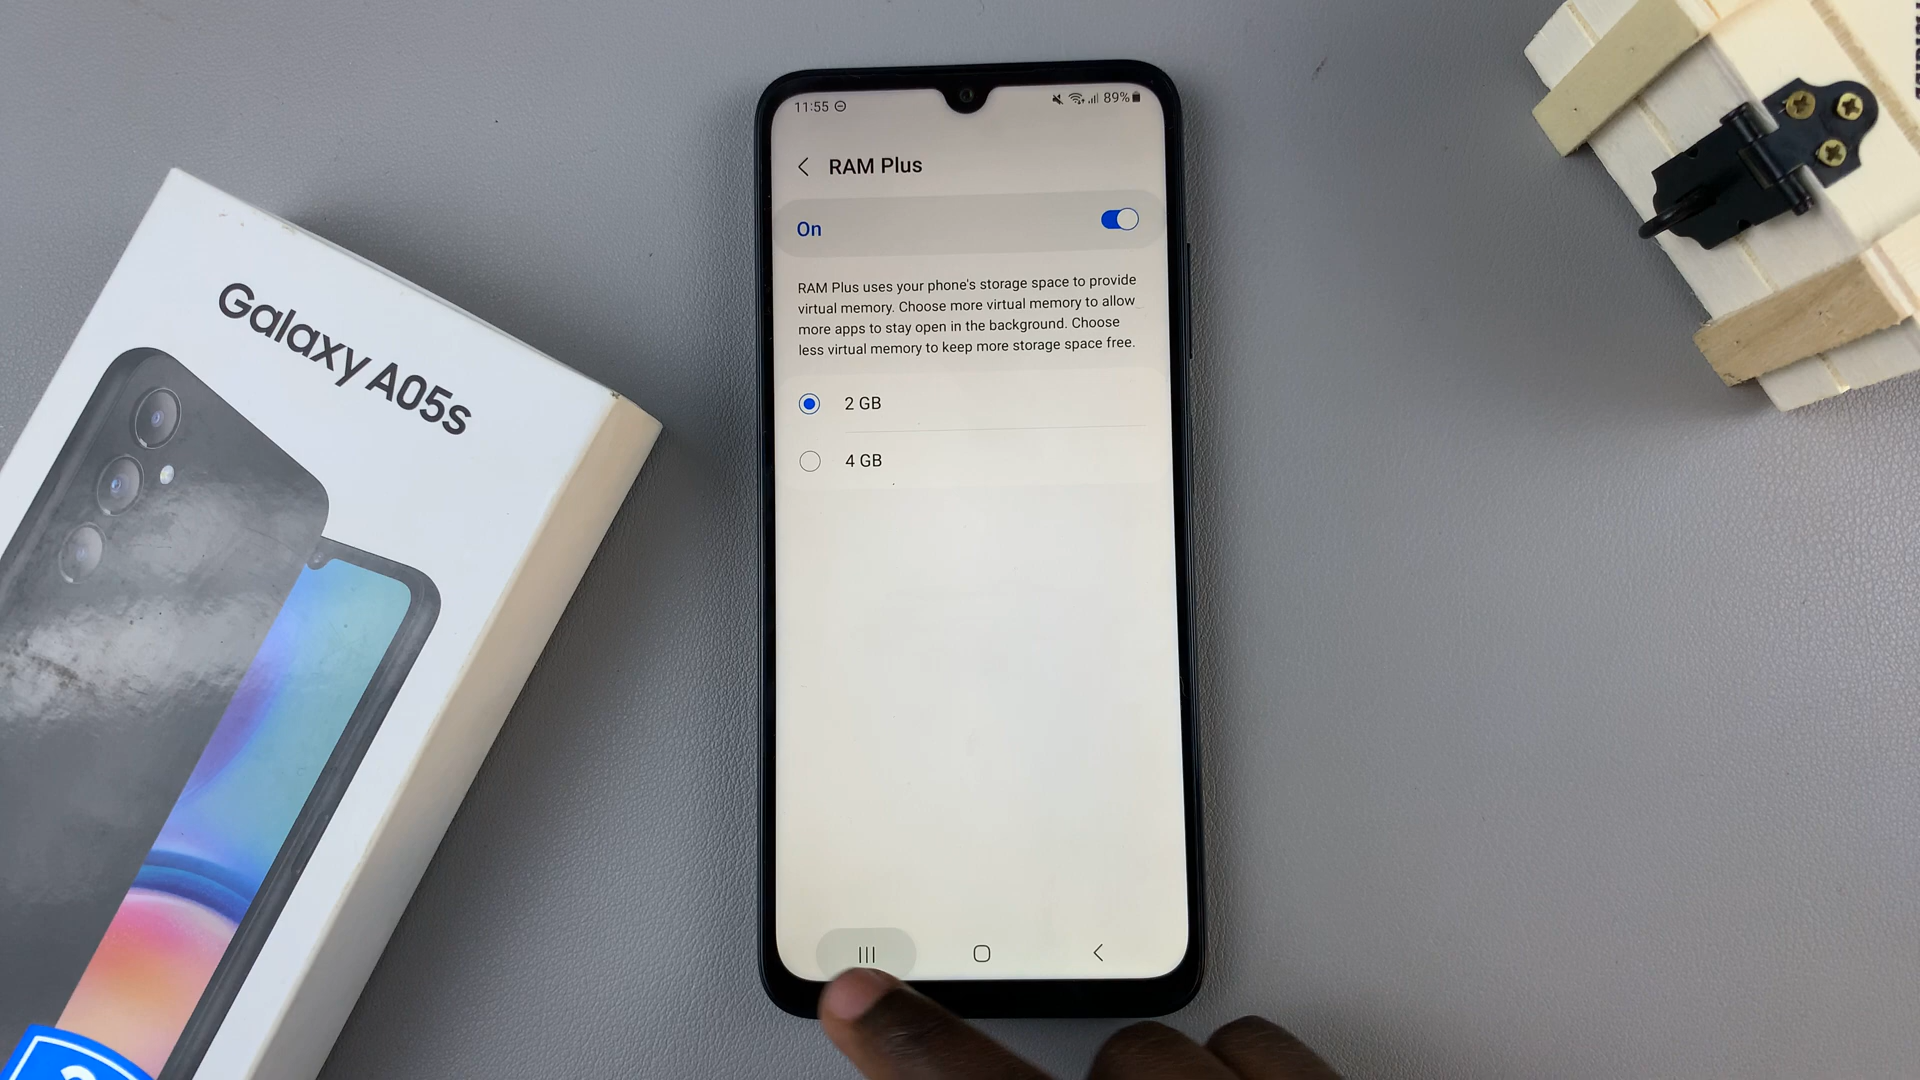 11:55
89%
RAM Plus
On
RAM Plus uses your phone's storage space to provide
virtual memory. Choose more virtual memory to allow
more apps to stay open in the background. Choose
less virtual memory to keep more storage space free.
2 GB
4 GB
Galaxy A05s